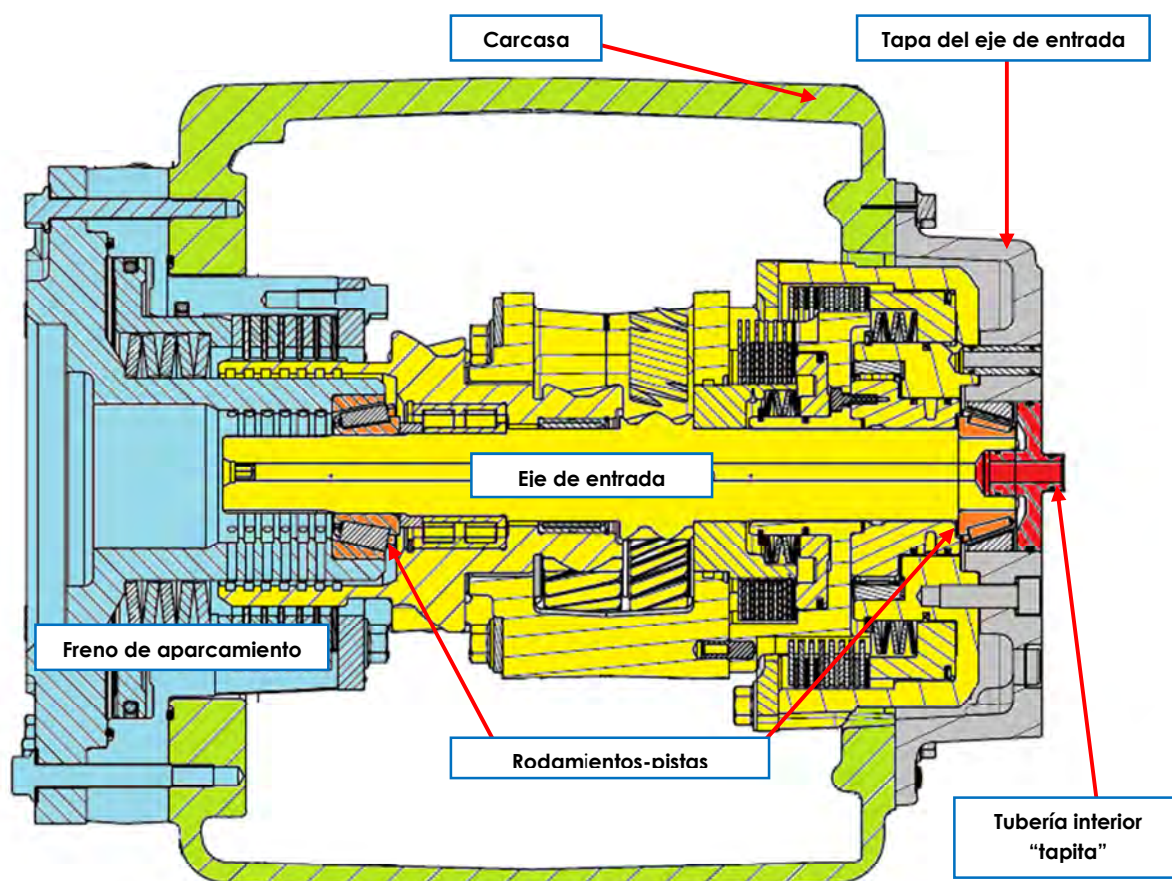 Carcasa
Tapa del eje de entrada
Eje de entrada
Freno de aparcamiento
Rodamientos-pistas
Tubería interior
“tapita”